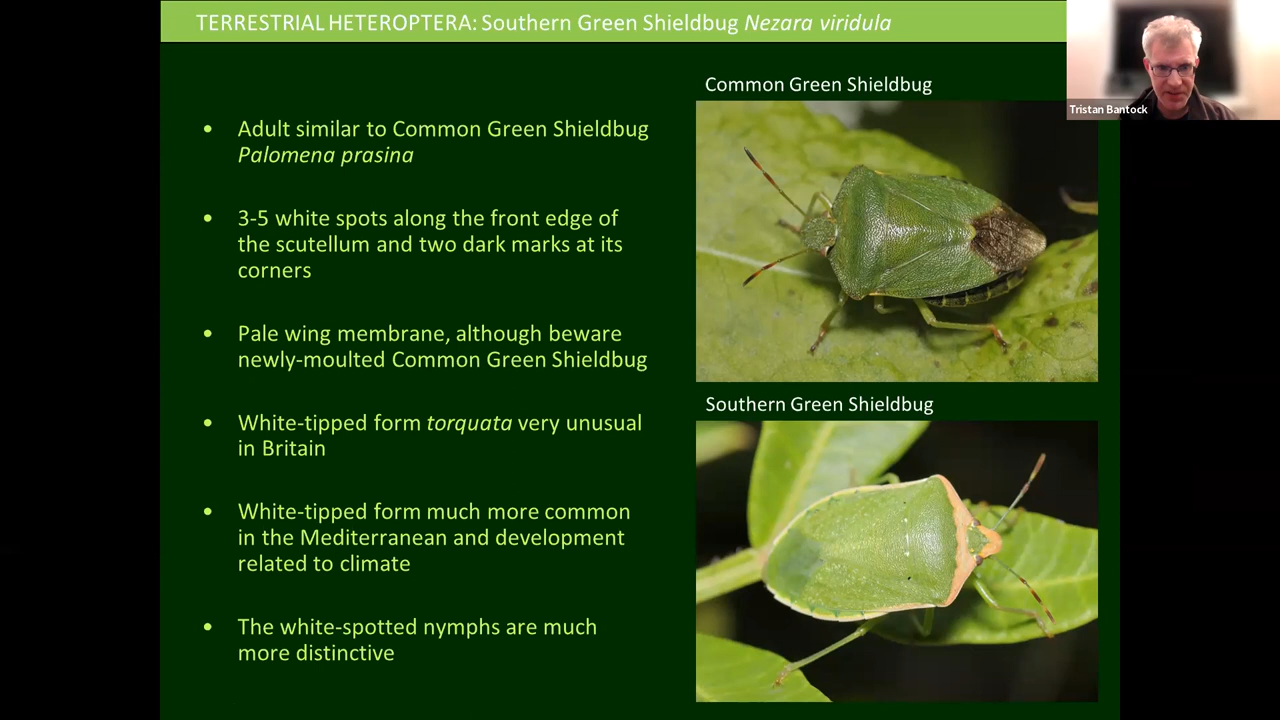 TERRESTRIAL HETEROPTERA: Southern Green Shieldbug Nezara viridula
Tristan Bantock
• Adult similar to Common Green Shieldbug
Palomena prasina
• 3-5 white spots along the front edge of
the scutellum and two dark marks at its
corners
• Pale wing membrane, although beware
newly-moulted Common Green Shieldbug
• White-tipped form torquata very unusual
in Britain
• White-tipped form much more common
in the Mediterranean and development
related to climate
• The white-spotted nymphs are much
more distinctive
Common Green Shieldbug
Southern Green Shieldbug